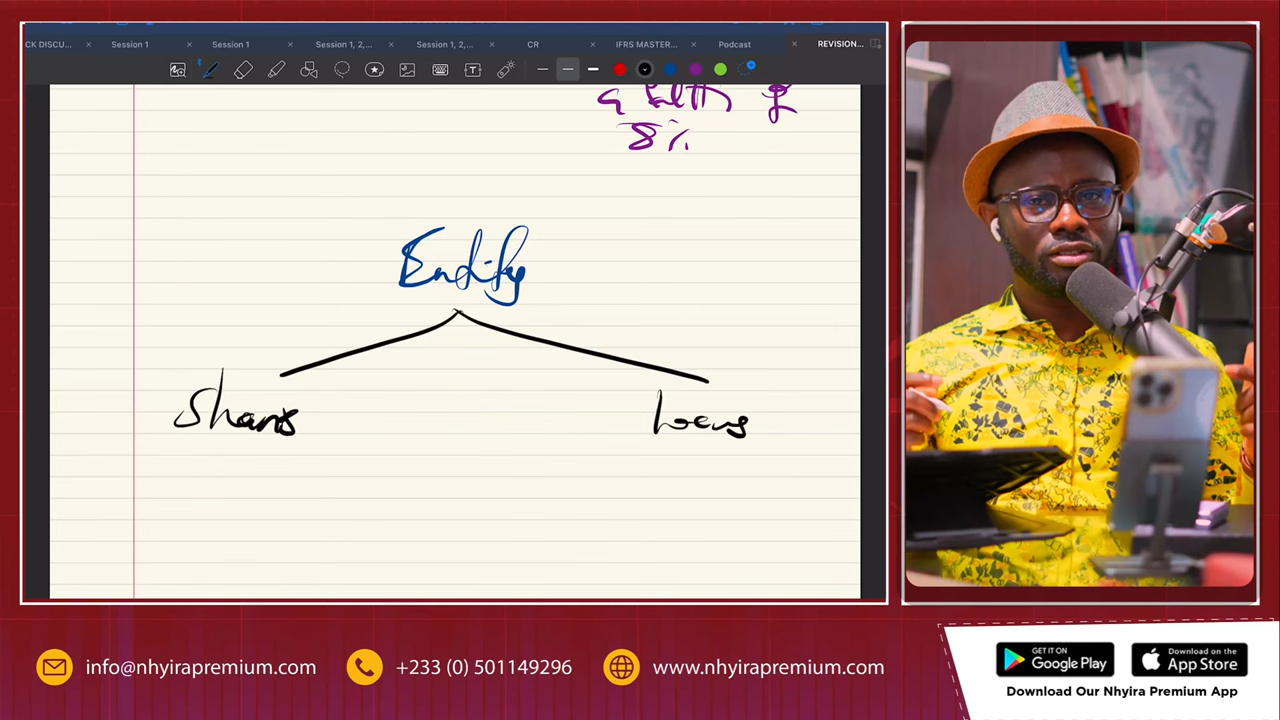 CK DISCU... × Session 1 × Session 1 × Session 1, 2,... × Session 1, 2,... × CR × IFRS MASTER... × Podcast × REVISION...
8%
Entity
Shares
Loans
info@nhyirapremium.com
+233 (0) 501149296
www.nhyirapremium.com
GET IT ON
Google Play
Download on the
App Store
Download Our Nhyira Premium App